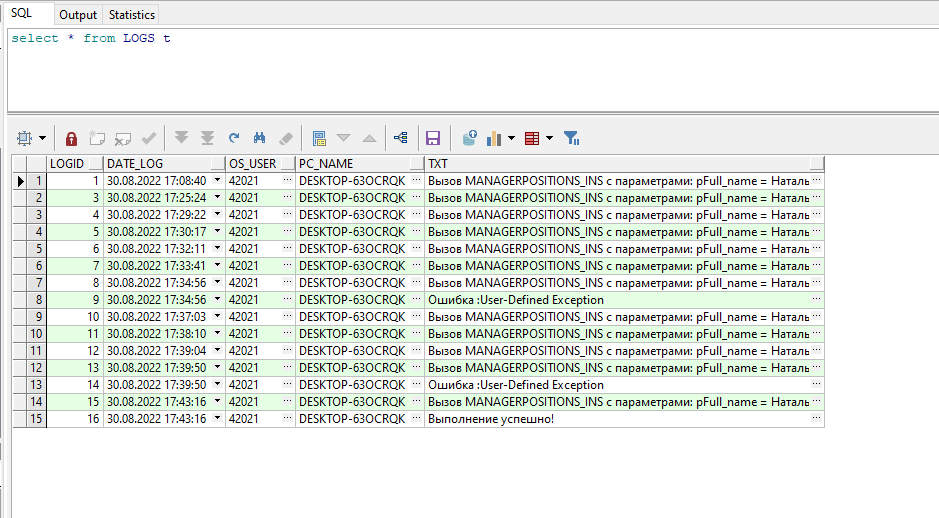 SQL Output Statistics
select * from LOGS t
LOGID DATE_LOG OS_USER PC_NAME TXT
1 1 30.08.2022 17:08:40 42021 DESKTOP-63OCRQK Вызов MANAGERPOSITIONS_INS с параметрами: pFull_name = Наталь
2 3 30.08.2022 17:25:24 42021 DESKTOP-63OCRQK Вызов MANAGERPOSITIONS_INS с параметрами: pFull_name = Наталь
3 4 30.08.2022 17:29:22 42021 DESKTOP-63OCRQK Вызов MANAGERPOSITIONS_INS с параметрами: pFull_name = Наталь
4 5 30.08.2022 17:30:17 42021 DESKTOP-63OCRQK Вызов MANAGERPOSITIONS_INS с параметрами: pFull_name = Наталь
5 6 30.08.2022 17:32:11 42021 DESKTOP-63OCRQK Вызов MANAGERPOSITIONS_INS с параметрами: pFull_name = Наталь
6 7 30.08.2022 17:33:41 42021 DESKTOP-63OCRQK Вызов MANAGERPOSITIONS_INS с параметрами: pFull_name = Наталь
7 8 30.08.2022 17:34:56 42021 DESKTOP-63OCRQK Вызов MANAGERPOSITIONS_INS с параметрами: pFull_name = Наталь
8 9 30.08.2022 17:34:56 42021 DESKTOP-63OCRQK Ошибка :User-Defined Exception
9 10 30.08.2022 17:37:03 42021 DESKTOP-63OCRQK Вызов MANAGERPOSITIONS_INS с параметрами: pFull_name = Наталь
10 11 30.08.2022 17:38:10 42021 DESKTOP-63OCRQK Вызов MANAGERPOSITIONS_INS с параметрами: pFull_name = Наталь
11 12 30.08.2022 17:39:04 42021 DESKTOP-63OCRQK Вызов MANAGERPOSITIONS_INS с параметрами: pFull_name = Наталь
12 13 30.08.2022 17:39:50 42021 DESKTOP-63OCRQK Вызов MANAGERPOSITIONS_INS с параметрами: pFull_name = Наталь
13 14 30.08.2022 17:39:50 42021 DESKTOP-63OCRQK Ошибка :User-Defined Exception
14 15 30.08.2022 17:43:16 42021 DESKTOP-63OCRQK Вызов MANAGERPOSITIONS_INS с параметрами: pFull_name = Наталь
15 16 30.08.2022 17:43:16 42021 DESKTOP-63OCRQK Выполнение успешно!